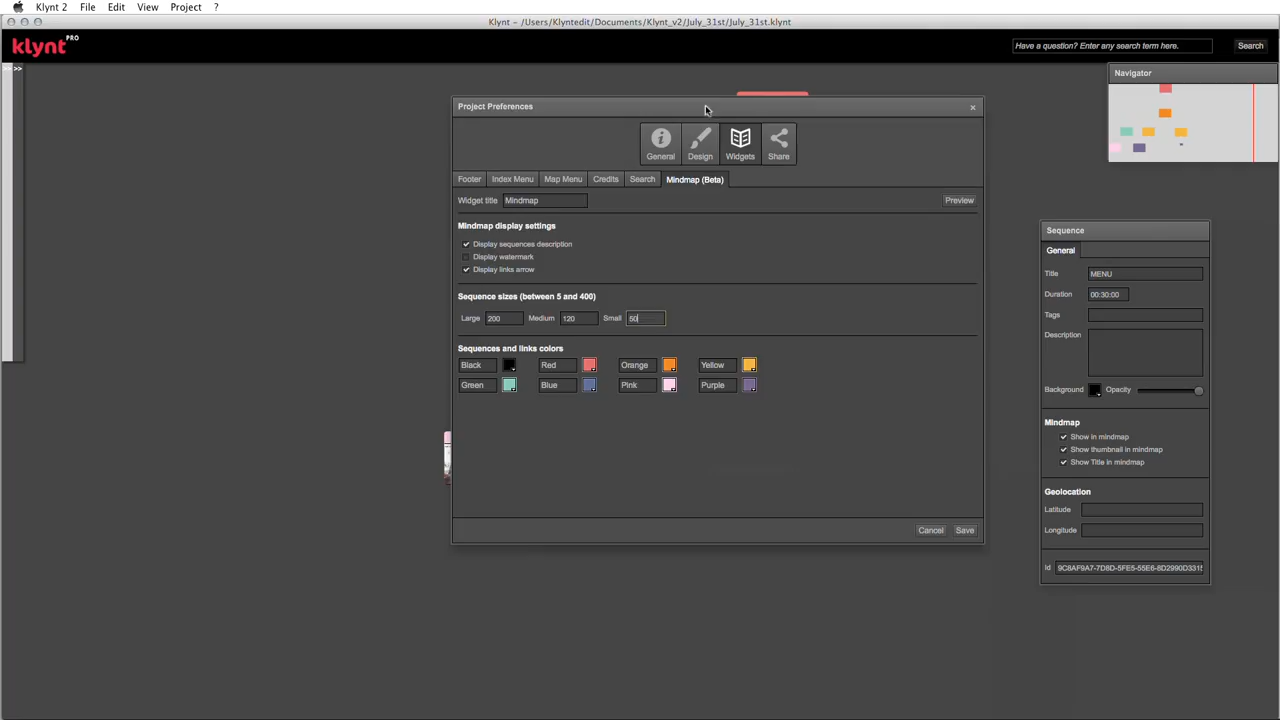 Klynt 2 File Edit View Project ?
Klynt - /Users/Klyntedit/Documents/Klynt_v2/July_31st/July_31st.klynt
klynt PRO
Have a question? Enter any search term here. Search
>> >>
Navigator
Project Preferences ×
General Design Widgets Share
Footer Index Menu Map Menu Credits Search Mindmap (Beta)
Widget title Mindmap Preview
Mindmap display settings
Display sequences description
Display watermark
Display links arrow
Sequence sizes (between 5 and 400)
Large 200 Medium 120 Small 50
Sequences and links colors
Black Red Orange Yellow
Green Blue Pink Purple
Cancel Save
Sequence
General
Title MENU
Duration 00:30:00
Tags
Description
Background Opacity
Mindmap
Show in mindmap
Show thumbnail in mindmap
Show Title in mindmap
Geolocation
Latitude
Longitude
Id 9C8AF9A7-7D8D-5FE5-55E6-8D2990D3315